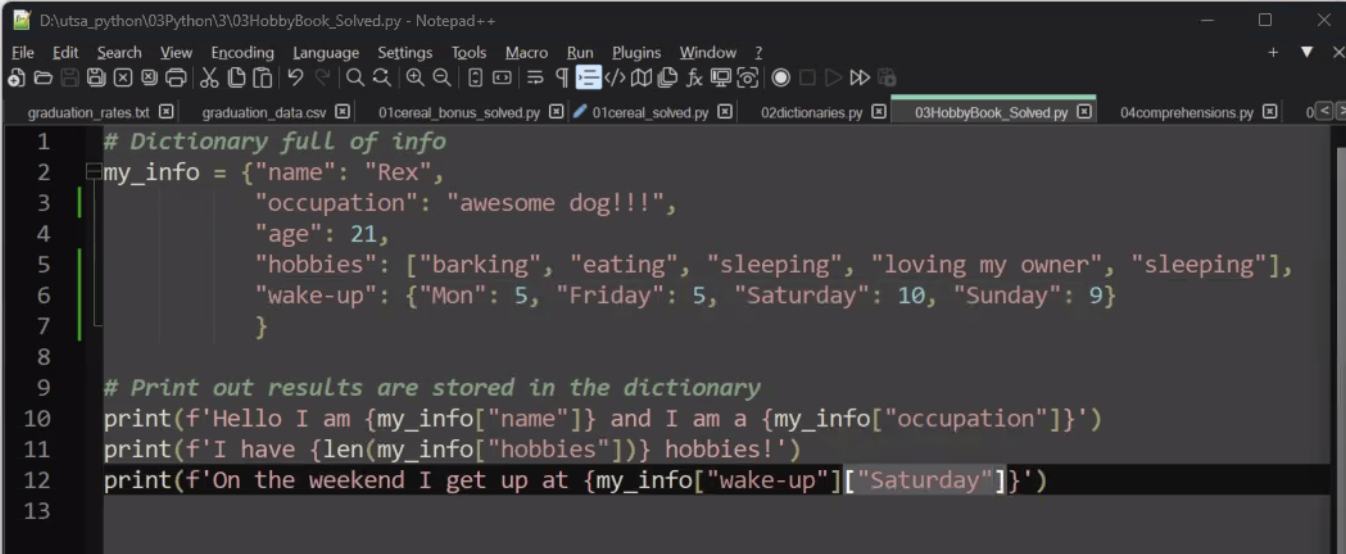 D:\utsa_python\03Python\3\03HobbyBook_Solved.py - Notepad++
File Edit Search View Encoding Language Settings Tools Macro Run Plugins Window ?
graduation_rates.txt graduation_data.csv 01cereal_bonus_solved.py 01cereal_solved.py 02dictionaries.py 03HobbyBook_Solved.py 04comprehensions.py 0
1 # Dictionary full of info
2 my_info = {"name": "Rex",
3 "occupation": "awesome dog!!!",
4 "age": 21,
5 "hobbies": ["barking", "eating", "sleeping", "loving my owner", "sleeping"],
6 "wake-up": {"Mon": 5, "Friday": 5, "Saturday": 10, "Sunday": 9}
7 }
8
9 # Print out results are stored in the dictionary
10 print(f'Hello I am {my_info["name"]} and I am a {my_info["occupation"]}')
11 print(f'I have {len(my_info["hobbies"])} hobbies!')
12 print(f'On the weekend I get up at {my_info["wake-up"]["Saturday"]}')
13